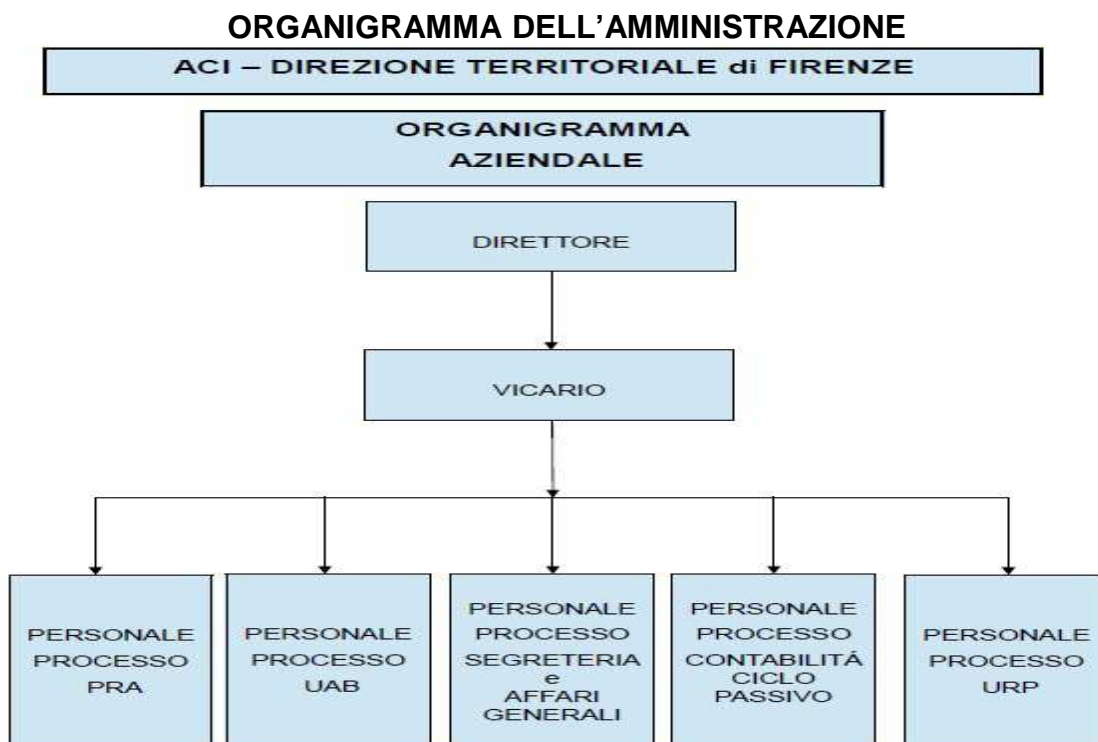 ORGANIGRAMMA DELL’AMMINISTRAZIONE
ACI – DIREZIONE TERRITORIALE di FIRENZE
ORGANIGRAMMA
AZIENDALE
DIRETTORE
VICARIO
PERSONALE
PROCESSO
PRA
PERSONALE
PROCESSO
UAB
PERSONALE
PROCESSO
SEGRETERIA
e
AFFARI
GENERALI
PERSONALE
PROCESSO
CONTABILITÁ
CICLO
PASSIVO
PERSONALE
PROCESSO
URP